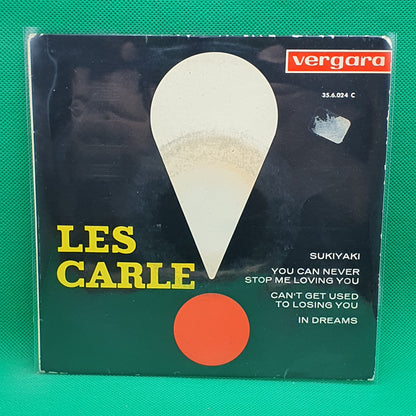 vergara
35.6.024 C
LES
CARLE
SUKIYAKI
YOU CAN NEVER
STOP ME LOVING YOU
CAN'T GET USED
TO LOSING YOU
IN DREAMS